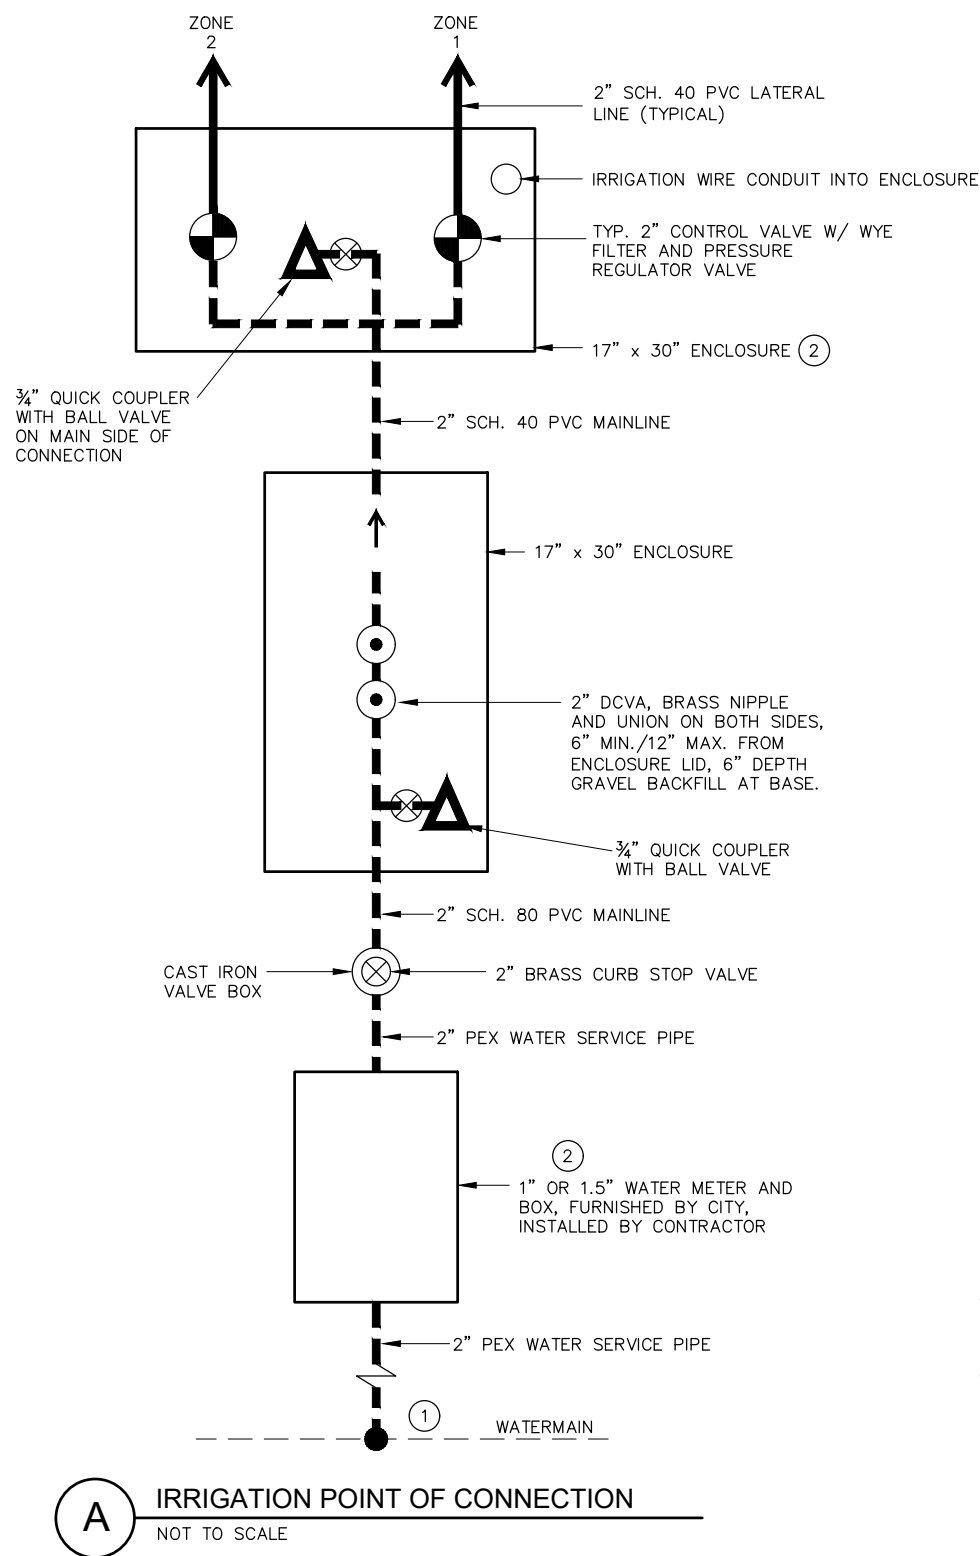 ZONE
2
ZONE
1
2” SCH. 40 PVC LATERAL
LINE (TYPICAL)
IRRIGATION WIRE CONDUIT INTO ENCLOSURE
TYP. 2” CONTROL VALVE W/ WYE
FILTER AND PRESSURE
REGULATOR VALVE
17” x 30” ENCLOSURE 2
¾” QUICK COUPLER
WITH BALL VALVE
ON MAIN SIDE OF
CONNECTION
2” SCH. 40 PVC MAINLINE
17” x 30” ENCLOSURE
2” DCVA, BRASS NIPPLE
AND UNION ON BOTH SIDES,
6” MIN./12” MAX. FROM
ENCLOSURE LID, 6” DEPTH
GRAVEL BACKFILL AT BASE.
¾” QUICK COUPLER
WITH BALL VALVE
2” SCH. 80 PVC MAINLINE
CAST IRON
VALVE BOX
2” BRASS CURB STOP VALVE
2” PEX WATER SERVICE PIPE
2
1” OR 1.5” WATER METER AND
BOX, FURNISHED BY CITY,
INSTALLED BY CONTRACTOR
2” PEX WATER SERVICE PIPE
1
WATERMAIN
A
IRRIGATION POINT OF CONNECTION
NOT TO SCALE